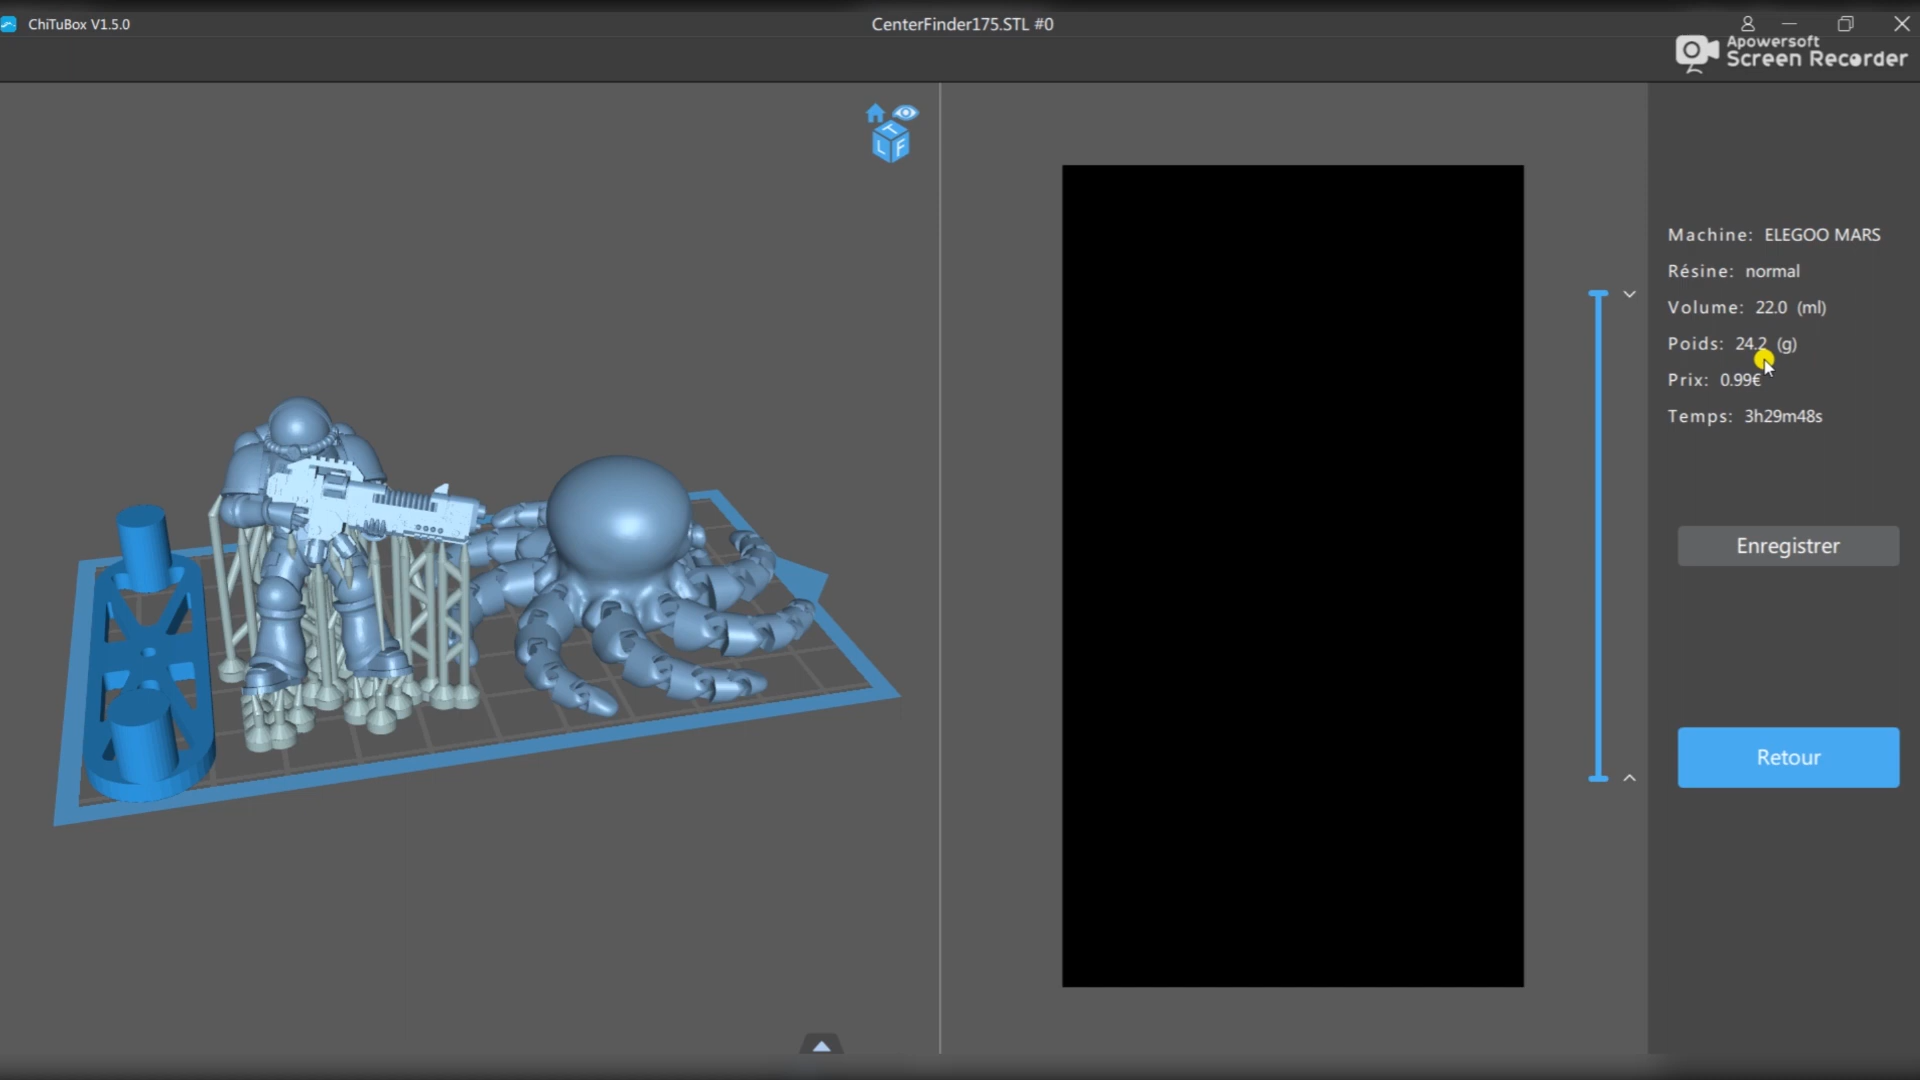 ChiTuBox V1.5.0
CenterFinder175.STL #0
Apowersoft
Screen Recorder
T
L F
Machine: ELEGOO MARS
Résine: normal
Volume: 22.0 (ml)
Poids: 24.2 (g)
Prix: 0.99€
Temps: 3h29m48s
Enregistrer
Retour